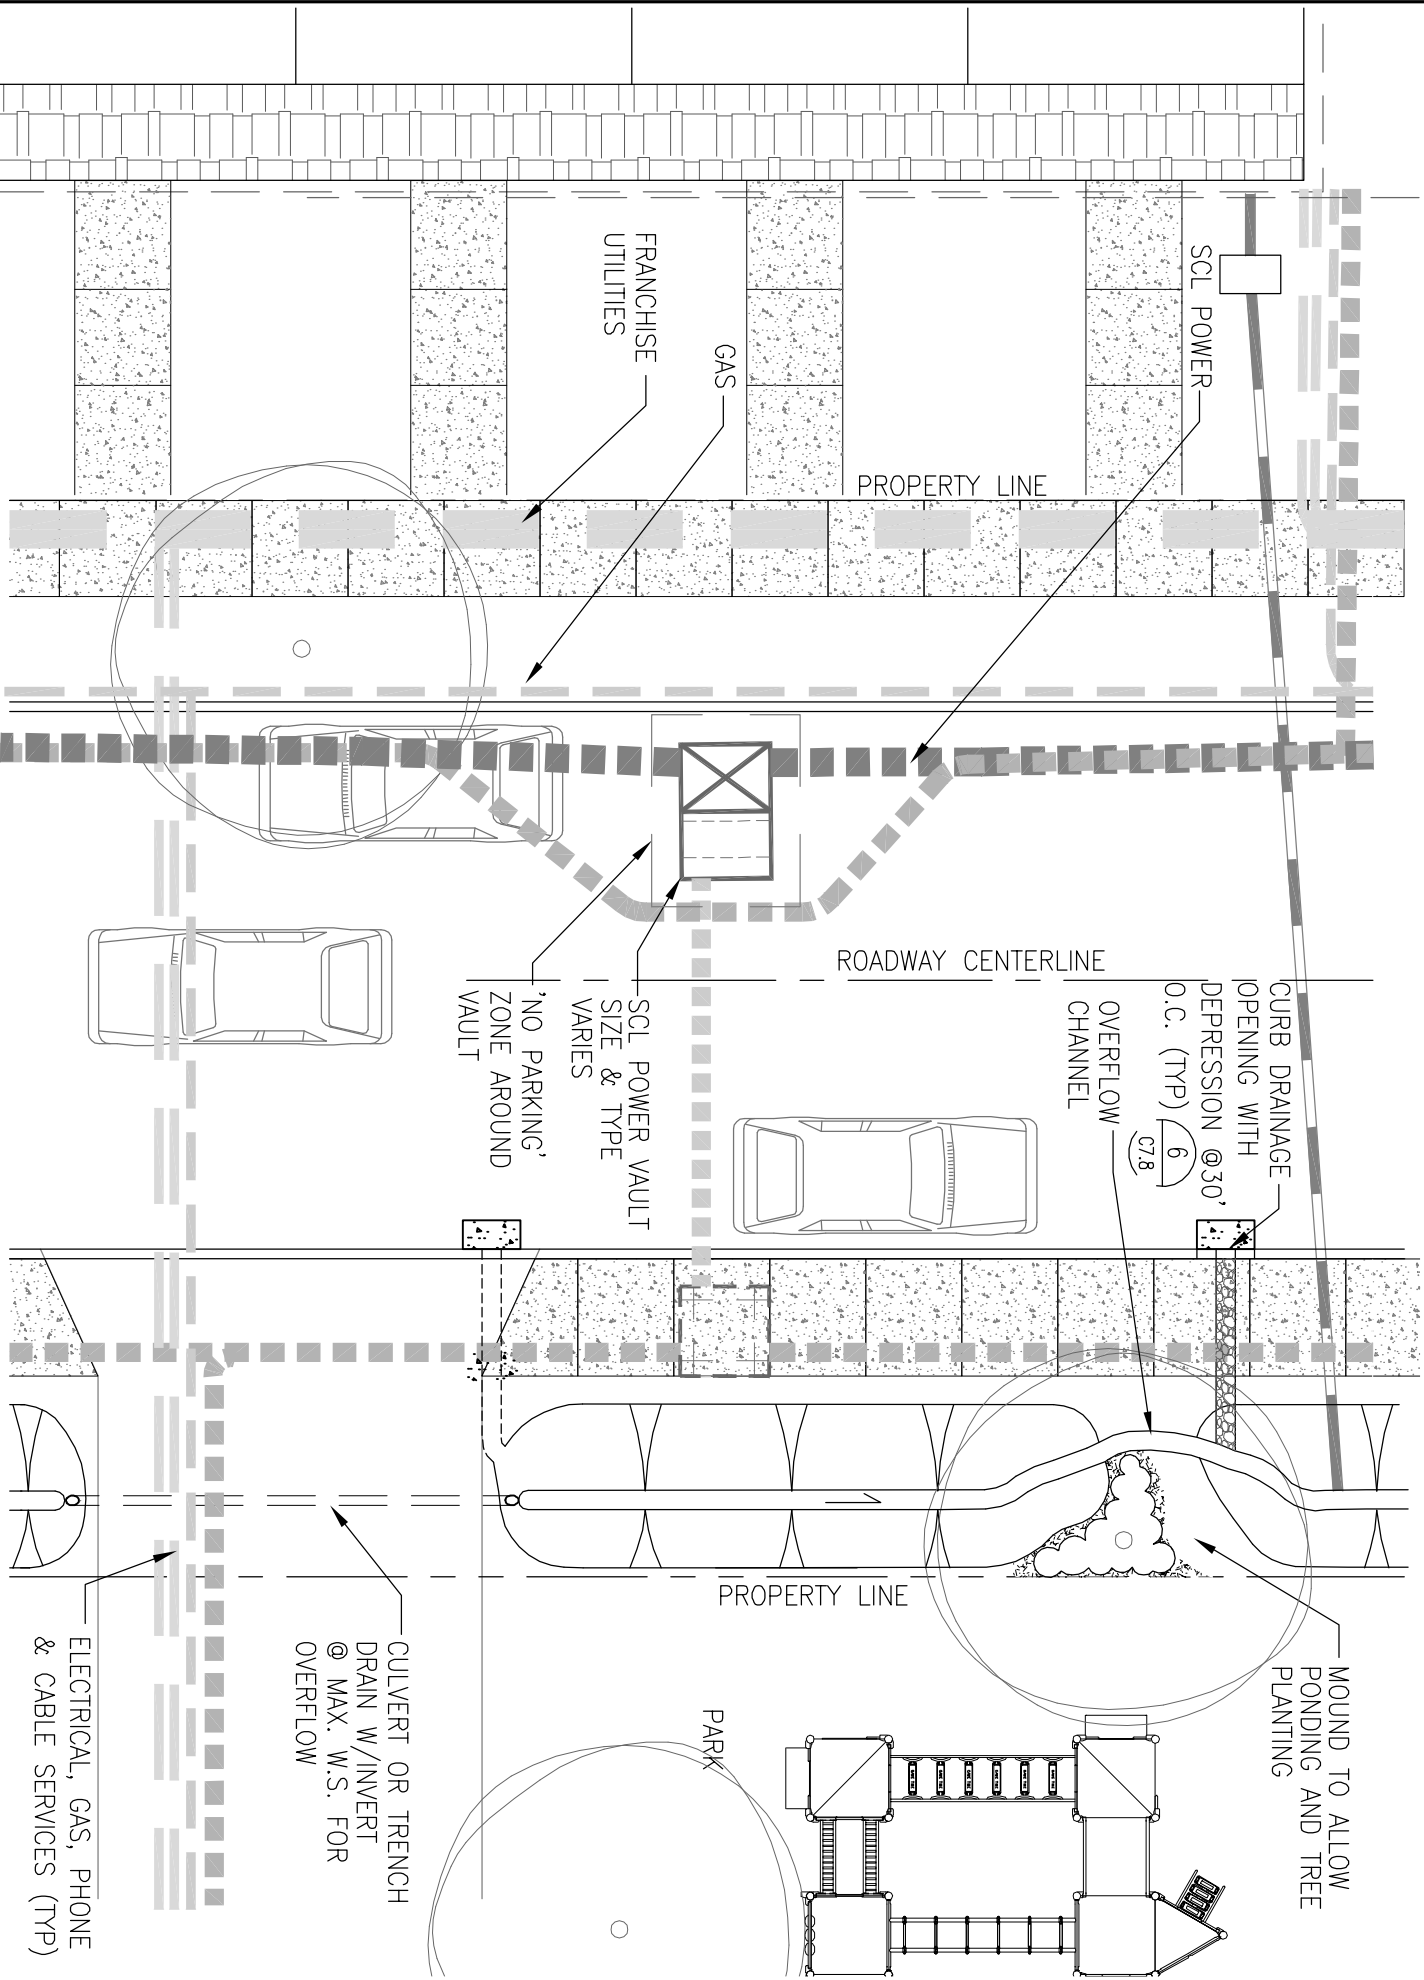 FRANCHISE
UTILITIES
GAS
SCL POWER
PROPERTY LINE
ROADWAY CENTERLINE
'NO PARKING'
ZONE AROUND
VAULT
SCL POWER VAULT
SIZE & TYPE
VARIES
OVERFLOW
CHANNEL
CURB DRAINAGE
OPENING WITH
DEPRESSION @30'
O.C. (TYP)
6
C7.8
PROPERTY LINE
ELECTRICAL, GAS, PHONE
& CABLE SERVICES (TYP)
CULVERT OR TRENCH
DRAIN W/INVERT
@ MAX. W.S. FOR
OVERFLOW
PARK
MOUND TO ALLOW
PONDING AND TREE
PLANTING